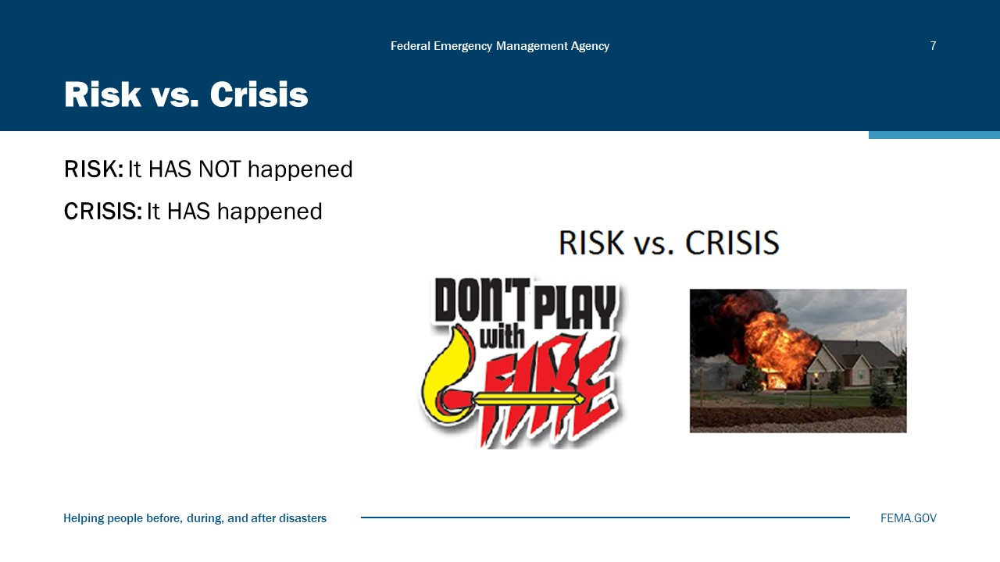 Federal Emergency Management Agency
7
Risk vs. Crisis
RISK: It HAS NOT happened
CRISIS: It HAS happened
RISK vs. CRISIS
DON'T PLAY
with
FIRE
Helping people before, during, and after disasters
FEMA.GOV